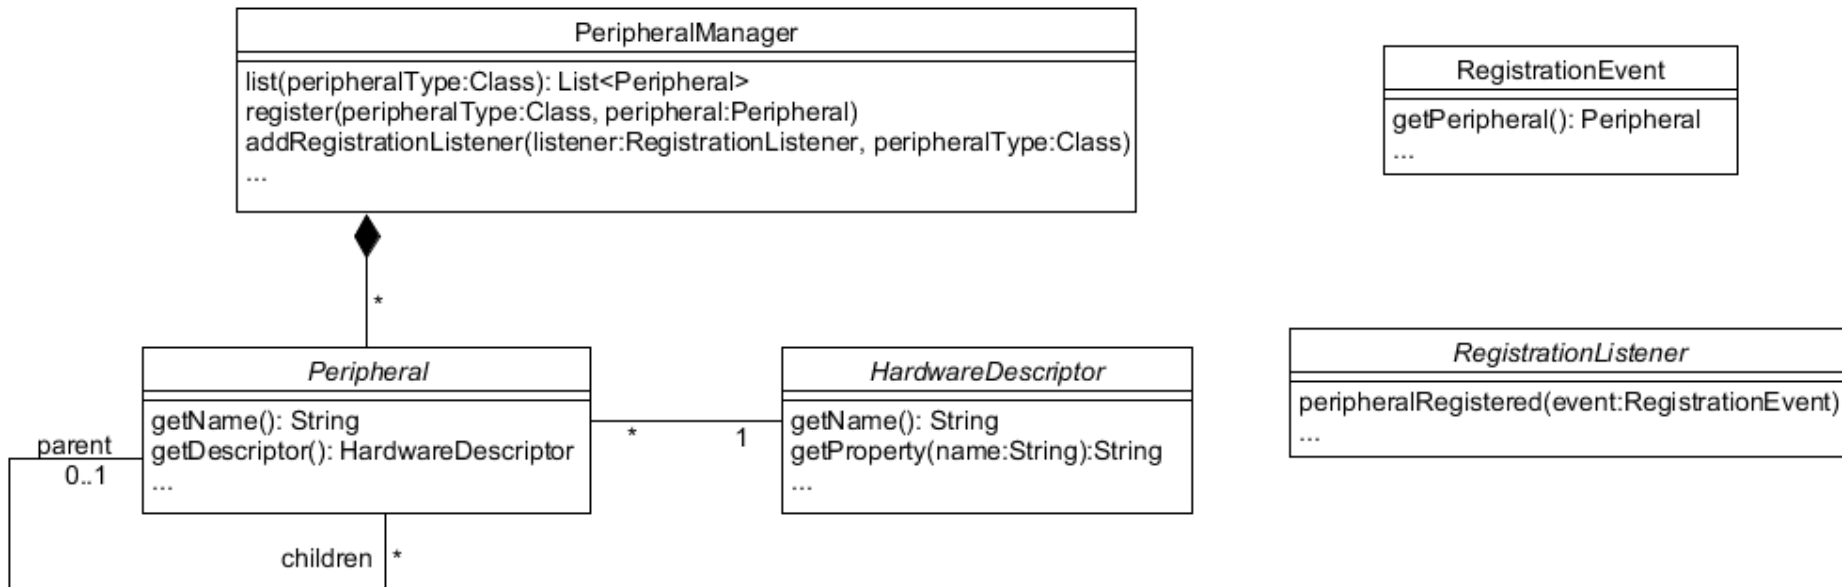 PeripheralManager
list(peripheralType:Class): List<Peripheral>
register(peripheralType:Class, peripheral:Peripheral)
addRegistrationListener(listener:RegistrationListener, peripheralType:Class)
...
RegistrationEvent
getPeripheral(): Peripheral
...
*
Peripheral
getName(): String
getDescriptor(): HardwareDescriptor
...
*
1
HardwareDescriptor
getName(): String
getProperty(name:String):String
...
RegistrationListener
peripheralRegistered(event:RegistrationEvent)
...
parent
0..1
children
*